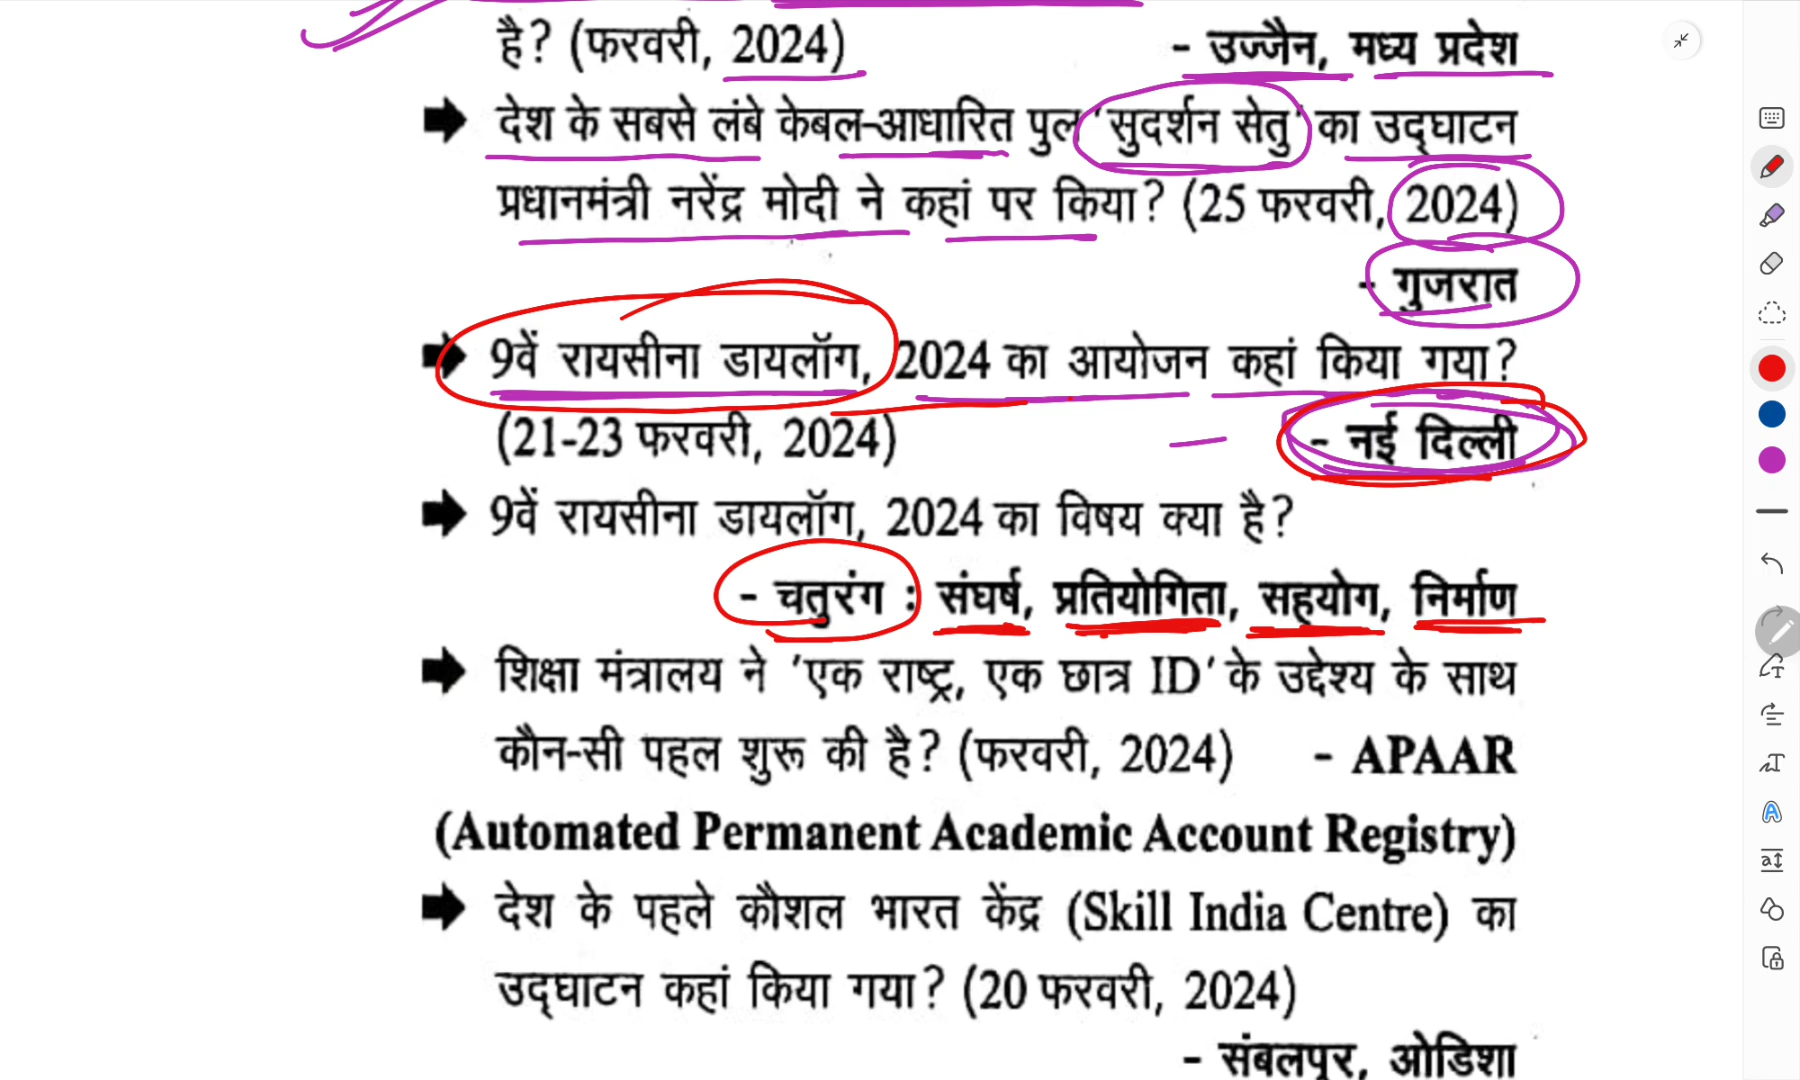 है? (फरवरी, 2024) - उज्जैन, मध्य प्रदेश
देश के सबसे लंबे केबल-आधारित पुल 'सुदर्शन सेतु' का उद्घाटन
प्रधानमंत्री नरेंद्र मोदी ने कहां पर किया? (25 फरवरी, 2024)
- गुजरात
9वें रायसीना डायलॉग, 2024 का आयोजन कहां किया गया?
(21-23 फरवरी, 2024) - नई दिल्ली
9वें रायसीना डायलॉग, 2024 का विषय क्या है?
- चतुरंग : संघर्ष, प्रतियोगिता, सहयोग, निर्माण
शिक्षा मंत्रालय ने 'एक राष्ट्र, एक छात्र ID' के उद्देश्य के साथ
कौन-सी पहल शुरू की है? (फरवरी, 2024) - APAAR
(Automated Permanent Academic Account Registry)
देश के पहले कौशल भारत केंद्र (Skill India Centre) का
उद्घाटन कहां किया गया? (20 फरवरी, 2024)
- संबलपुर, ओडिशा